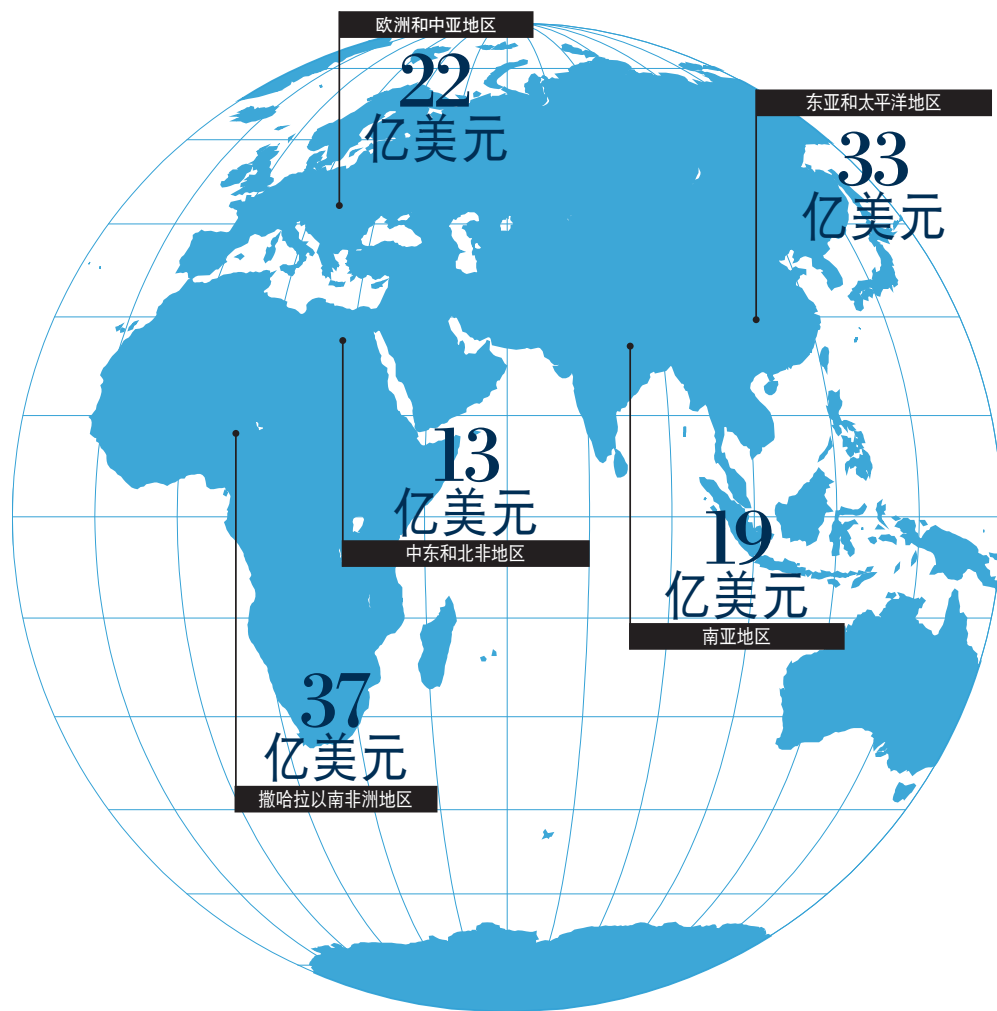 欧洲和中亚地区
22
亿美元
东亚和太平洋地区
33
亿美元
13
亿美元
中东和北非地区
19
亿美元
南亚地区
37
亿美元
撒哈拉以南非洲地区